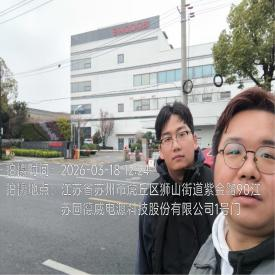 拍摄时间： 2026-03-18 12:24
拍摄地点： 江苏省苏州市虎丘区狮山街道紫金路90江
苏固德威电源科技股份有限公司1号门